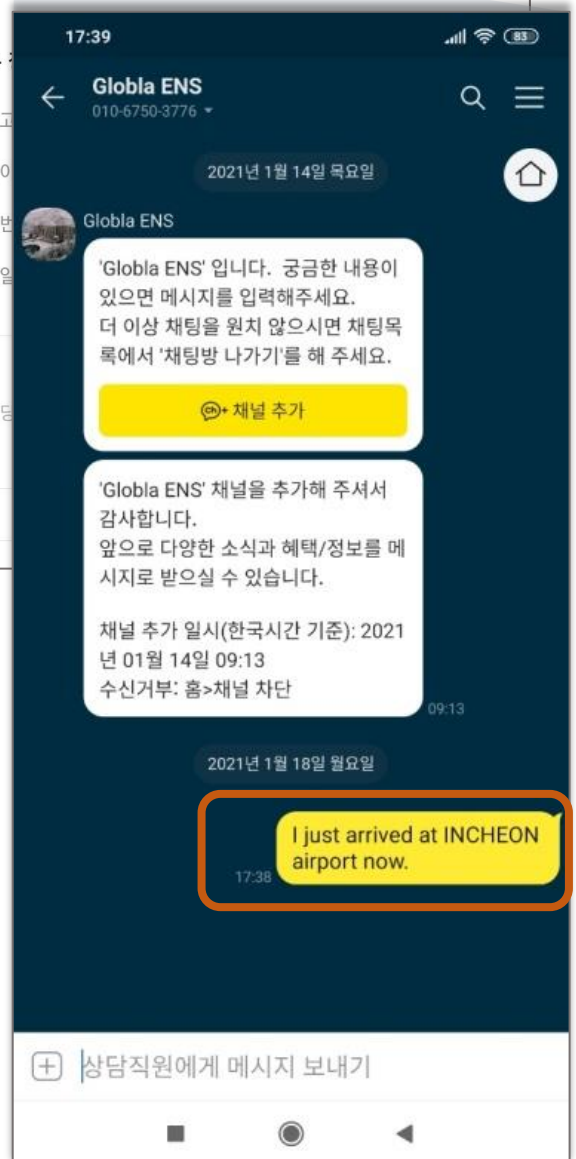 17:39
83
Globla ENS
010-6750-3776
2021년 1월 14일 목요일
Globla ENS
'Globla ENS' 입니다. 궁금한 내용이
있으면 메시지를 입력해주세요.
더 이상 채팅을 원치 않으시면 채팅목
록에서 '채팅방 나가기'를 해 주세요.
Ch+ 채널 추가
'Globla ENS' 채널을 추가해 주셔서
감사합니다.
앞으로 다양한 소식과 혜택/정보를 메
시지로 받으실 수 있습니다.
채널 추가 일시(한국시간 기준): 2021
년 01월 14일 09:13
수신거부: 홈>채널 차단
09:13
2021년 1월 18일 월요일
I just arrived at INCHEON
airport now.
17:38
상담직원에게 메시지 보내기